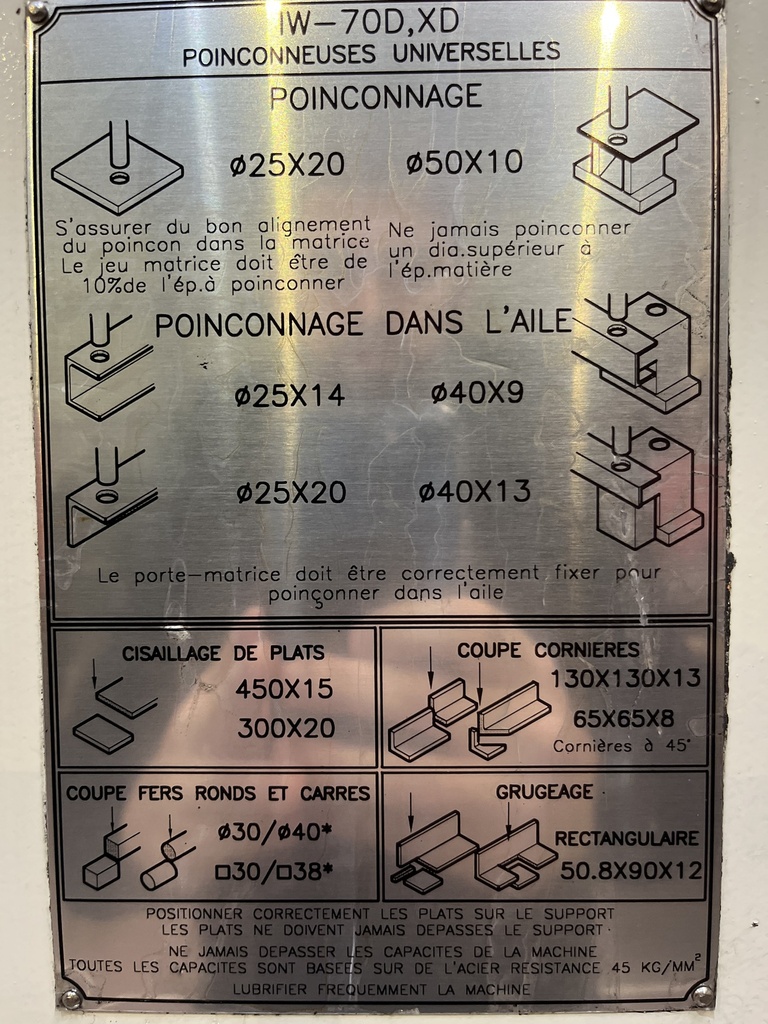 IW-70D,XD
POINCONNEUSES UNIVERSELLES
POINCONNAGE
ø25X20
ø50X10
S'assurer du bon alignement
du poincon dans la matrice
Le jeu matrice doit être de
10%de l'ép.à poinconner
Ne jamais poinconner
un dia.supérieur à
l'ép.matière
POINCONNAGE DANS L'AILE
ø25X14
ø40X9
ø25X20
ø40X13
Le porte-matrice doit être correctement fixer pour
poinçonner dans l'aile
CISAILLAGE DE PLATS
450X15
300X20
COUPE CORNIERES
130X130X13
65X65X8
Cornières à 45°
COUPE FERS RONDS ET CARRES
ø30/ø40*
□30/□38*
GRUGEAGE
RECTANGULAIRE
50.8X90X12
POSITIONNER CORRECTEMENT LES PLATS SUR LE SUPPORT
LES PLATS NE DOIVENT JAMAIS DEPASSES LE SUPPORT
NE JAMAIS DEPASSER LES CAPACITES DE LA MACHINE
TOUTES LES CAPACITES SONT BASEES SUR DE L'ACIER RESISTANCE 45 KG/MM²
LUBRIFIER FREQUEMMENT LA MACHINE